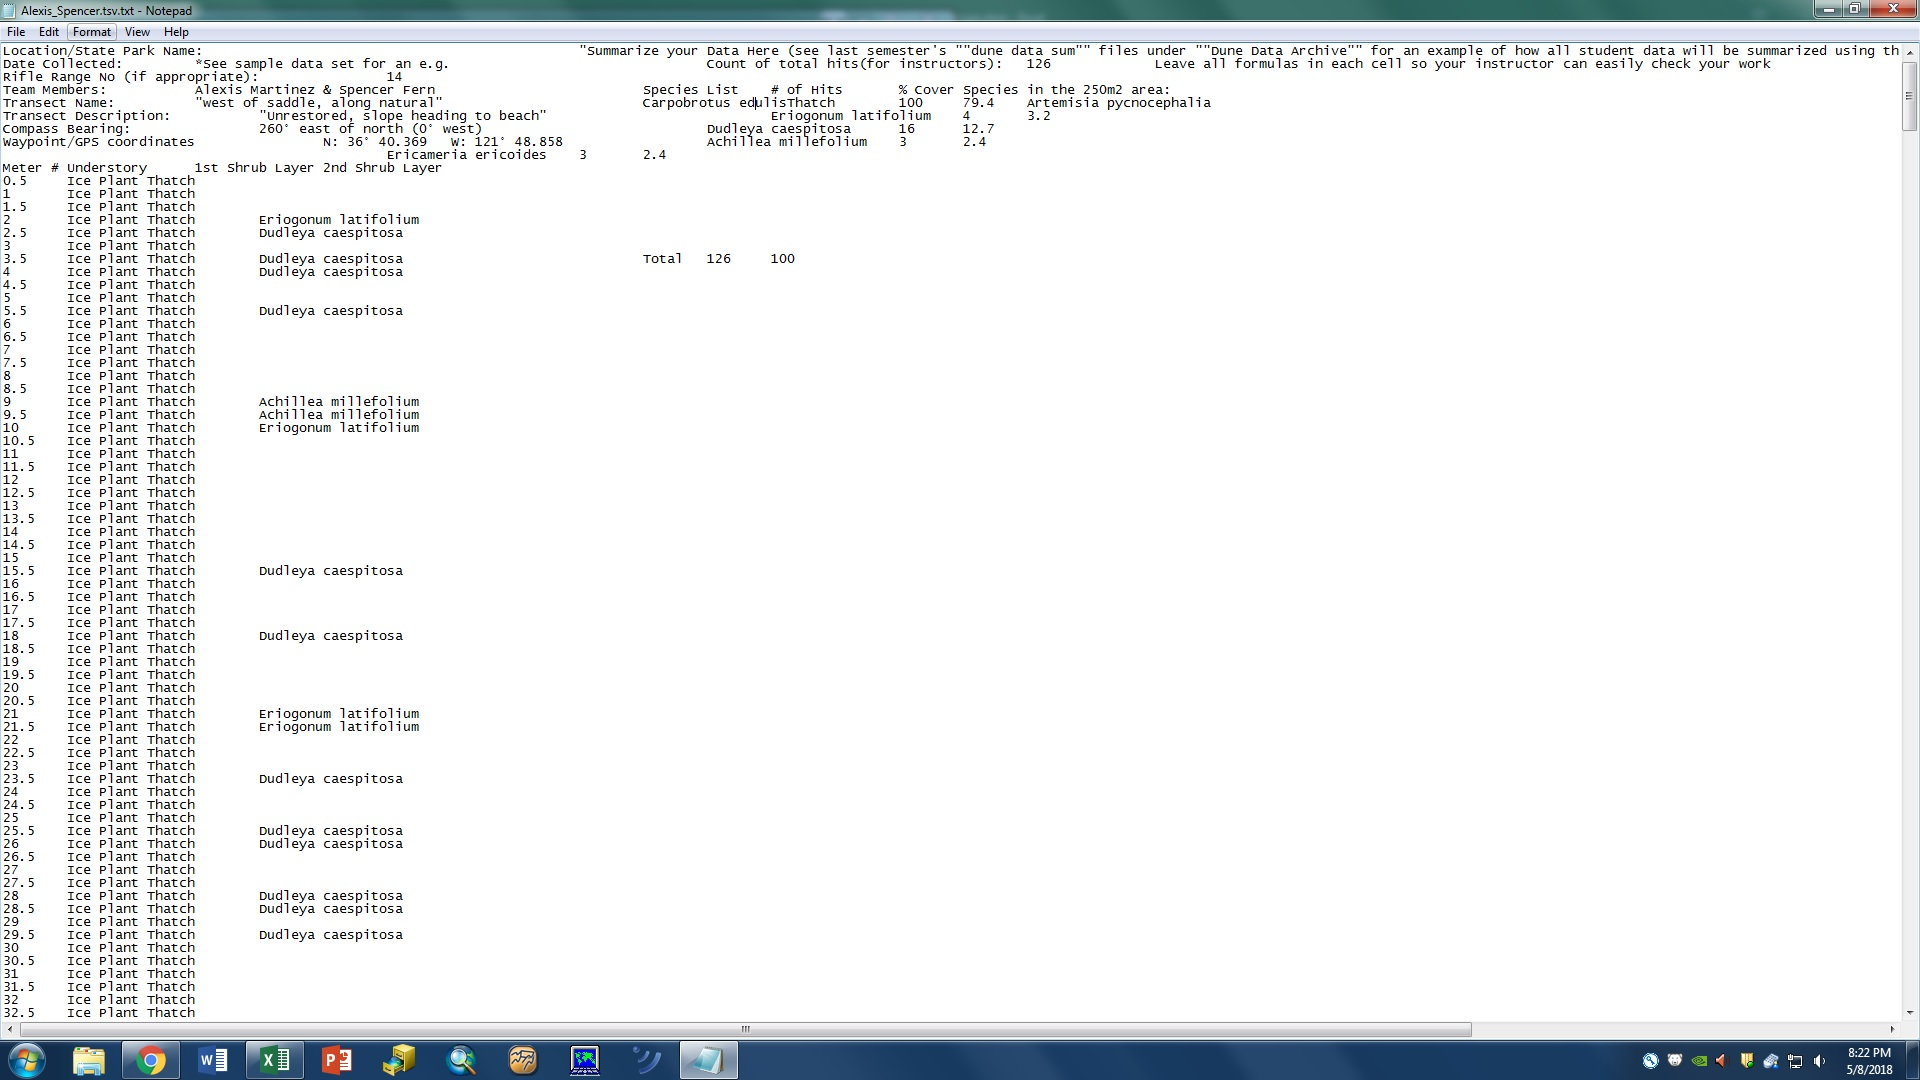 Alexis_Spencer.tsv.txt - Notepad
File Edit Format View Help
Location/State Park Name: "Summarize your Data Here (see last semester's ""dune data sum"" files under ""Dune Data Archive"" for an example of how all student data will be summarized using th
Date Collected: *See sample data set for an e.g. Count of total hits(for instructors): 126 Leave all formulas in each cell so your instructor can easily check your work
Rifle Range No (if appropriate): 14
Team Members: Alexis Martinez & Spencer Fern Species List # of Hits % Cover Species in the 250m2 area:
Transect Name: "west of saddle, along natural" Carpobrotus edulisThatch 100 79.4 Artemisia pycnocephalia
Transect Description: "Unrestored, slope heading to beach" Eriogonum latifolium 4 3.2
Compass Bearing: 260° east of north (0° west) Dudleya caespitosa 16 12.7
Waypoint/GPS coordinates N: 36° 40.369 W: 121° 48.858 Achillea millefolium 3 2.4
Ericameria ericoides 3 2.4
Meter # Understory 1st Shrub Layer 2nd Shrub Layer
0.5 Ice Plant Thatch
1 Ice Plant Thatch
1.5 Ice Plant Thatch
2 Ice Plant Thatch Eriogonum latifolium
2.5 Ice Plant Thatch Dudleya caespitosa
3 Ice Plant Thatch
3.5 Ice Plant Thatch Dudleya caespitosa Total 126 100
4 Ice Plant Thatch Dudleya caespitosa
4.5 Ice Plant Thatch
5 Ice Plant Thatch
5.5 Ice Plant Thatch Dudleya caespitosa
6 Ice Plant Thatch
6.5 Ice Plant Thatch
7 Ice Plant Thatch
7.5 Ice Plant Thatch
8 Ice Plant Thatch
8.5 Ice Plant Thatch
9 Ice Plant Thatch Achillea millefolium
9.5 Ice Plant Thatch Achillea millefolium
10 Ice Plant Thatch Eriogonum latifolium
10.5 Ice Plant Thatch
11 Ice Plant Thatch
11.5 Ice Plant Thatch
12 Ice Plant Thatch
12.5 Ice Plant Thatch
13 Ice Plant Thatch
13.5 Ice Plant Thatch
14 Ice Plant Thatch
14.5 Ice Plant Thatch
15 Ice Plant Thatch
15.5 Ice Plant Thatch Dudleya caespitosa
16 Ice Plant Thatch
16.5 Ice Plant Thatch
17 Ice Plant Thatch
17.5 Ice Plant Thatch
18 Ice Plant Thatch Dudleya caespitosa
18.5 Ice Plant Thatch
19 Ice Plant Thatch
19.5 Ice Plant Thatch
20 Ice Plant Thatch
20.5 Ice Plant Thatch
21 Ice Plant Thatch Eriogonum latifolium
21.5 Ice Plant Thatch Eriogonum latifolium
22 Ice Plant Thatch
22.5 Ice Plant Thatch
23 Ice Plant Thatch
23.5 Ice Plant Thatch Dudleya caespitosa
24 Ice Plant Thatch
24.5 Ice Plant Thatch
25 Ice Plant Thatch
25.5 Ice Plant Thatch Dudleya caespitosa
26 Ice Plant Thatch Dudleya caespitosa
26.5 Ice Plant Thatch
27 Ice Plant Thatch
27.5 Ice Plant Thatch
28 Ice Plant Thatch Dudleya caespitosa
28.5 Ice Plant Thatch Dudleya caespitosa
29 Ice Plant Thatch
29.5 Ice Plant Thatch Dudleya caespitosa
30 Ice Plant Thatch
30.5 Ice Plant Thatch
31 Ice Plant Thatch
31.5 Ice Plant Thatch
32 Ice Plant Thatch
32.5 Ice Plant Thatch
8:22 PM
5/8/2018